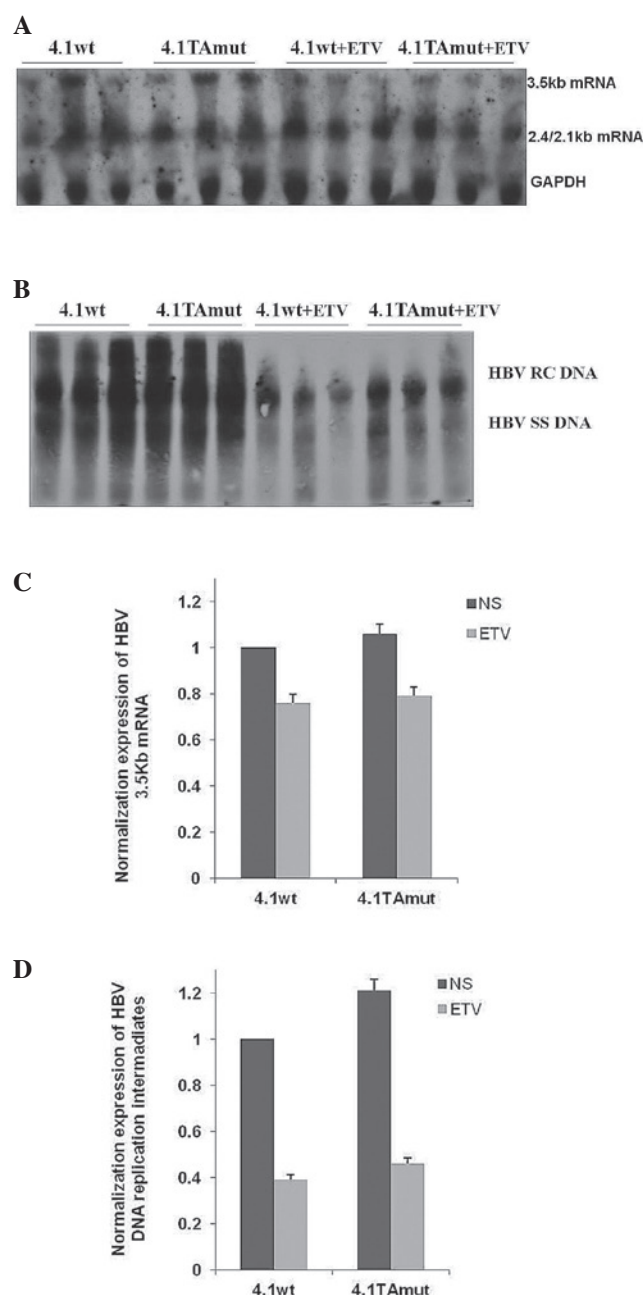 A
4.1wt 4.1TAmut 4.1wt+ETV 4.1TAmut+ETV
3.5kb mRNA
2.4/2.1kb mRNA
GAPDH
B
4.1wt 4.1TAmut 4.1wt+ETV 4.1TAmut+ETV
HBV RC DNA
HBV SS DNA
C
Normalization expression of HBV
3.5Kb mRNA
1.2
1
0.8
0.6
0.4
0.2
0
4.1wt 4.1TAmut
NS
ETV
D
Normalization expression of HBV
DNA replication intermadiates
1.2
1
0.8
0.6
0.4
0.2
0
4.1wt 4.1TAmut
NS
ETV